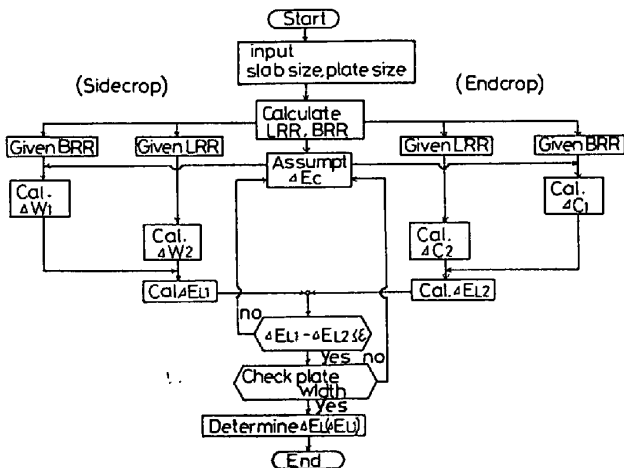 Start
input
slab size, plate size
(Sidecrop)
(Endcrop)
Calculate
LRR, BRR
Given BRR
Given LRR
Given LRR
Given BRR
Assumpt
ΔEc
Cal.
ΔW1
Cal.
ΔC1
Cal.
ΔW2
Cal.
ΔC2
Cal.ΔEL1
Cal.ΔEL2
no
ΔEL1-ΔEL2≤ε
yes
no
Check plate
width
yes
Determine ΔEL(ΔEL1)
End